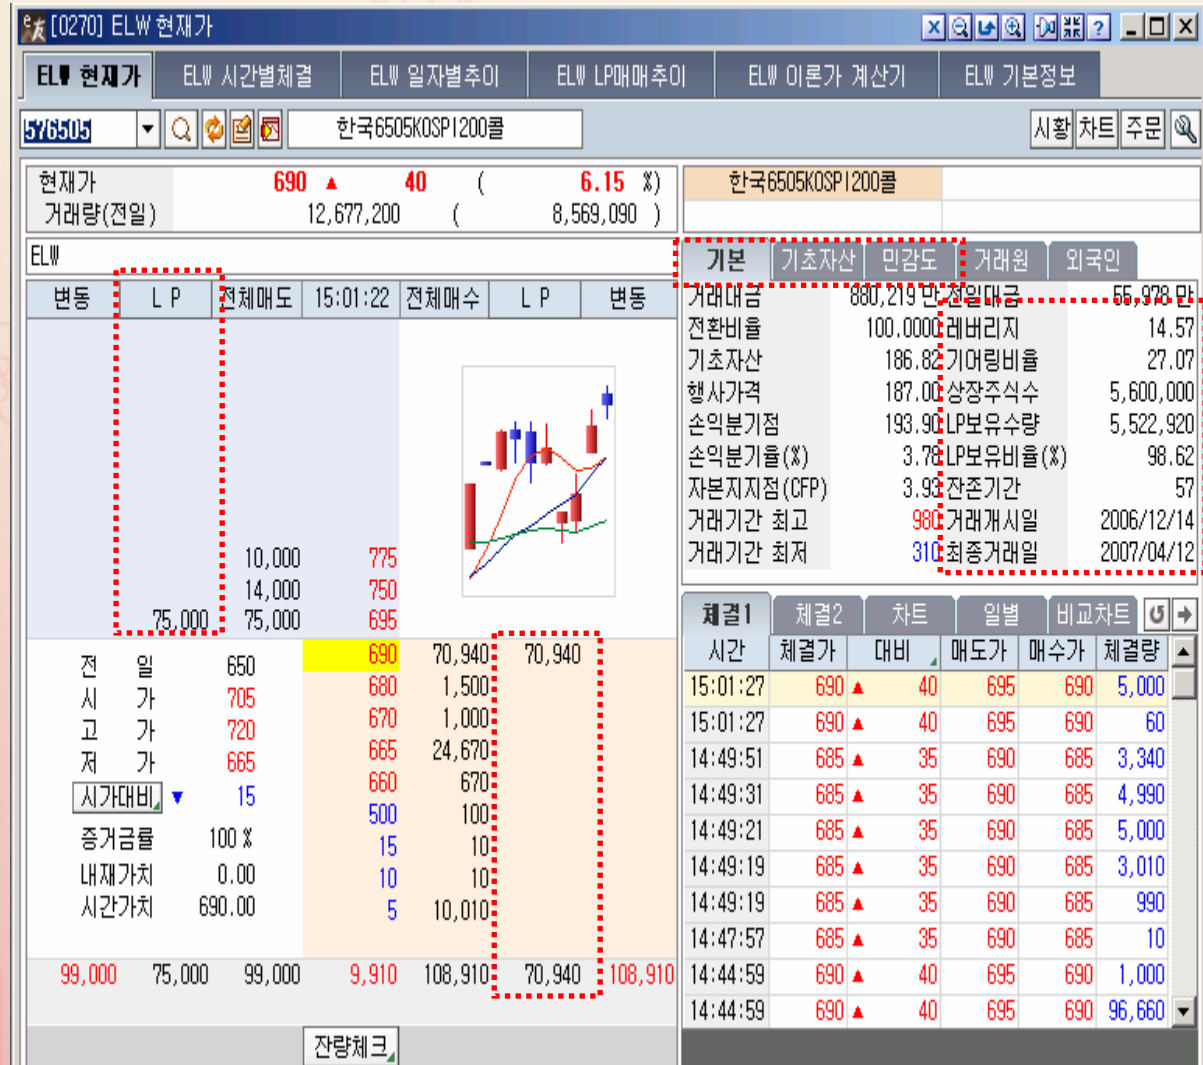 [0270] ELW 현재가
ELW 현재가 ELW 시간별체결 ELW 일자별추이 ELW LP매매추이 ELW 이론가 계산기 ELW 기본정보
576505 한국6505KOSPI200콜 시황 차트 주문
현재가 690 ▲ 40 ( 6.15 %)
거래량(전일) 12,677,200 ( 8,569,090 )
한국6505KOSPI200콜
ELW
기본 기초자산 민감도 거래원 외국인
변동 L P 전체매도 15:01:22 전체매수 L P 변동
10,000 775
14,000 750
75,000 75,000 695
690 70,940 70,940
680 1,500
670 1,000
665 24,670
660 670
500 100
15 10
10 10
5 10,010
전 일 650
시 가 705
고 가 720
저 가 665
시가대비 ▼ 15
증거금률 100 %
내재가치 0.00
시간가치 690.00
99,000 75,000 99,000 9,910 108,910 70,940 108,910
잔량체크
거래대금 880,219 만 전일대금 55,978 만
전환비율 100.0000 레버리지 14.57
기초자산 186.82 기어링비율 27.07
행사가격 187.00 상장주식수 5,600,000
손익분기점 193.90 LP보유수량 5,522,920
손익분기율(%) 3.78 LP보유비율(%) 98.62
자본지지점(CFP) 3.93 잔존기간 57
거래기간 최고 980 거래개시일 2006/12/14
거래기간 최저 310 최종거래일 2007/04/12
체결1 체결2 차트 일별 비교차트
시간 체결가 대비 매도가 매수가 체결량
15:01:27 690 ▲ 40 695 690 5,000
15:01:27 690 ▲ 40 695 690 60
14:49:51 685 ▲ 35 690 685 3,340
14:49:31 685 ▲ 35 690 685 4,990
14:49:21 685 ▲ 35 690 685 5,000
14:49:19 685 ▲ 35 690 685 3,010
14:49:19 685 ▲ 35 690 685 990
14:47:57 685 ▲ 35 690 685 10
14:44:59 690 ▲ 40 695 690 1,000
14:44:59 690 ▲ 40 695 690 96,660